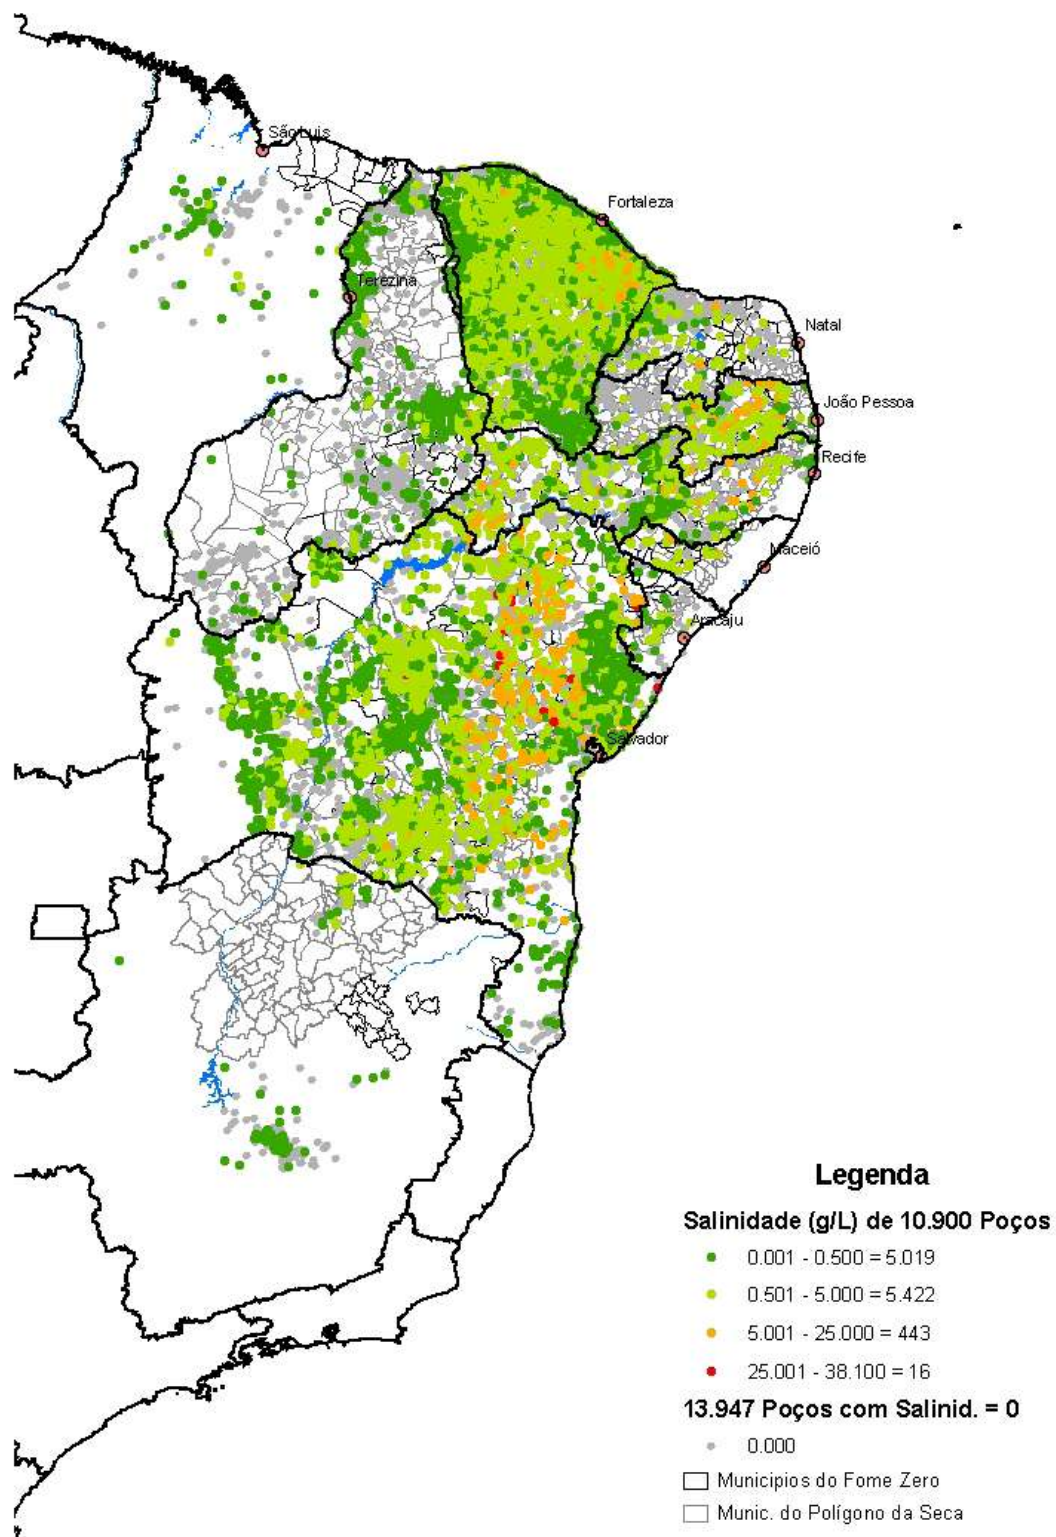 São Luis
Fortaleza
Terezina
Natal
João Pessoa
Recife
Maceió
Aracaju
Salvador
Legenda
Salinidade (g/L) de 10.900 Poços
0.001 - 0.500 = 5.019
0.501 - 5.000 = 5.422
5.001 - 25.000 = 443
25.001 - 38.100 = 16
13.947 Poços com Salinid. = 0
0.000
Municipios do Fome Zero
Munic. do Polígono da Seca